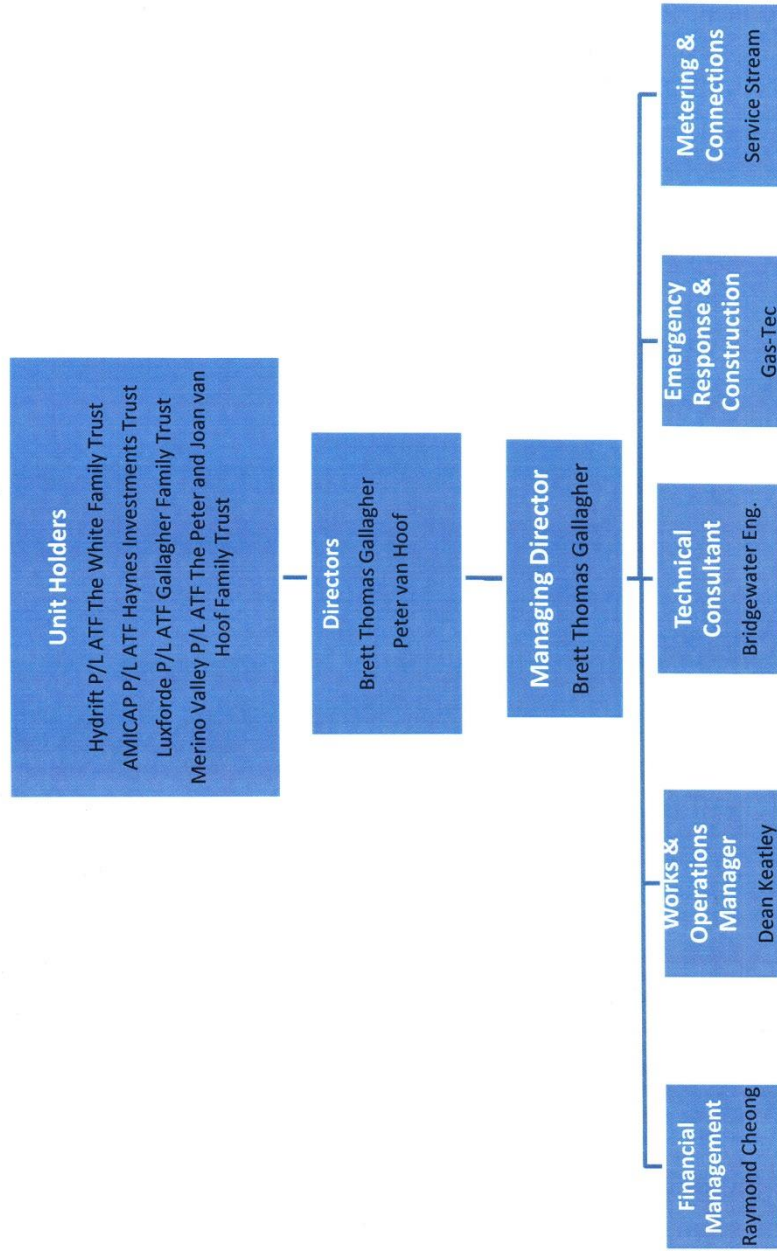 Unit Holders
Hydrift P/L ATF The White Family Trust
AMICAP P/L ATF Haynes Investments Trust
Luxforde P/L ATF Gallagher Family Trust
Merino Valley P/L ATF The Peter and Joan van
Hoof Family Trust
Directors
Brett Thomas Gallagher
Peter van Hoof
Managing Director
Brett Thomas Gallagher
Financial
Management
Raymond Cheong
Works &
Operations
Manager
Dean Keatley
Technical
Consultant
Bridgewater Eng.
Emergency
Response &
Construction
Gas-Tec
Metering &
Connections
Service Stream